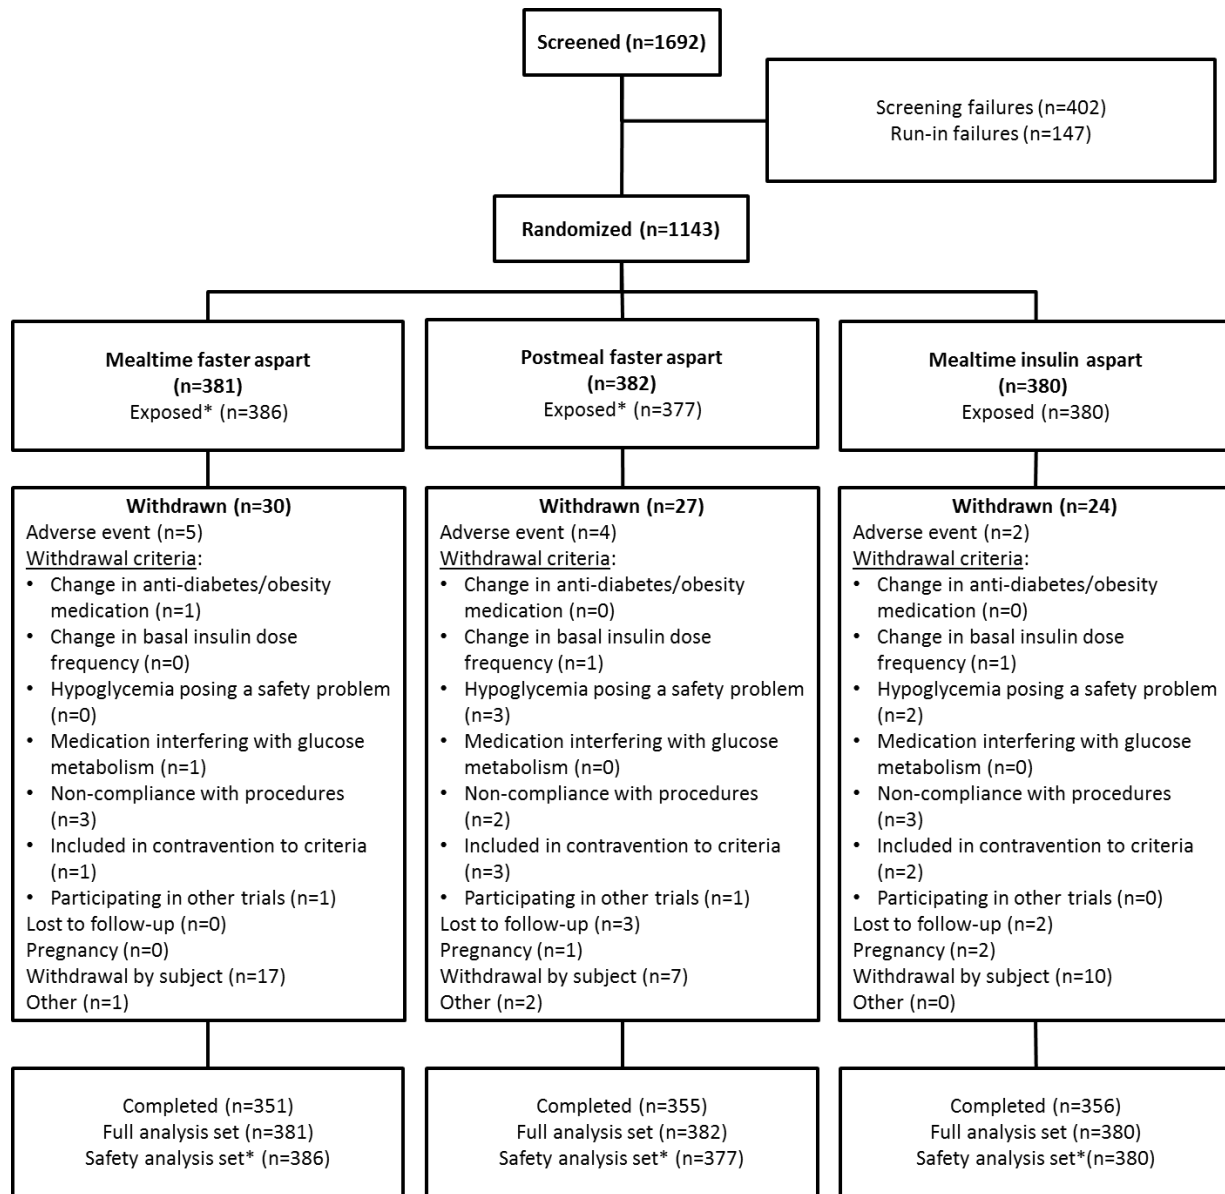 Screened (n=1692)
Screening failures (n=402)
Run-in failures (n=147)
Randomized (n=1143)
Mealtime faster aspart
(n=381)
Exposed* (n=386)
Postmeal faster aspart
(n=382)
Exposed* (n=377)
Mealtime insulin aspart
(n=380)
Exposed (n=380)
Withdrawn (n=30)
Adverse event (n=5)
Withdrawal criteria:
• Change in anti-diabetes/obesity
medication (n=1)
• Change in basal insulin dose
frequency (n=0)
• Hypoglycemia posing a safety problem
(n=0)
• Medication interfering with glucose
metabolism (n=1)
• Non-compliance with procedures
(n=3)
• Included in contravention to criteria
(n=1)
• Participating in other trials (n=1)
Lost to follow-up (n=0)
Pregnancy (n=0)
Withdrawal by subject (n=17)
Other (n=1)
Withdrawn (n=27)
Adverse event (n=4)
Withdrawal criteria:
• Change in anti-diabetes/obesity
medication (n=0)
• Change in basal insulin dose
frequency (n=1)
• Hypoglycemia posing a safety problem
(n=3)
• Medication interfering with glucose
metabolism (n=0)
• Non-compliance with procedures
(n=2)
• Included in contravention to criteria
(n=3)
• Participating in other trials (n=1)
Lost to follow-up (n=3)
Pregnancy (n=1)
Withdrawal by subject (n=7)
Other (n=2)
Withdrawn (n=24)
Adverse event (n=2)
Withdrawal criteria:
• Change in anti-diabetes/obesity
medication (n=0)
• Change in basal insulin dose
frequency (n=1)
• Hypoglycemia posing a safety problem
(n=2)
• Medication interfering with glucose
metabolism (n=0)
• Non-compliance with procedures
(n=3)
• Included in contravention to criteria
(n=2)
• Participating in other trials (n=0)
Lost to follow-up (n=2)
Pregnancy (n=2)
Withdrawal by subject (n=10)
Other (n=0)
Completed (n=351)
Full analysis set (n=381)
Safety analysis set* (n=386)
Completed (n=355)
Full analysis set (n=382)
Safety analysis set* (n=377)
Completed (n=356)
Full analysis set (n=380)
Safety analysis set*(n=380)